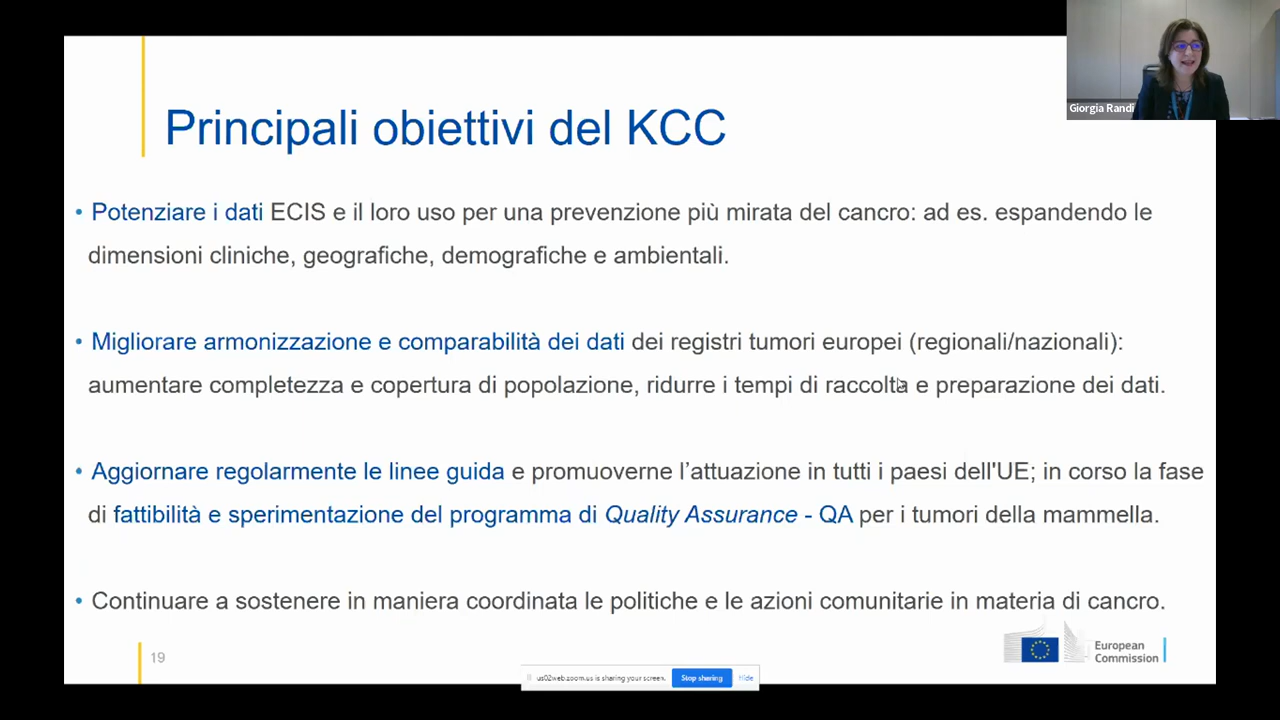 Giorgia Randi
Principali obiettivi del KCC
• Potenziare i dati ECIS e il loro uso per una prevenzione più mirata del cancro: ad es. espandendo le
dimensioni cliniche, geografiche, demografiche e ambientali.
• Migliorare armonizzazione e comparabilità dei dati dei registri tumori europei (regionali/nazionali):
aumentare completezza e copertura di popolazione, ridurre i tempi di raccolta e preparazione dei dati.
• Aggiornare regolarmente le linee guida e promuoverne l’attuazione in tutti i paesi dell'UE; in corso la fase
di fattibilità e sperimentazione del programma di Quality Assurance - QA per i tumori della mammella.
• Continuare a sostenere in maniera coordinata le politiche e le azioni comunitarie in materia di cancro.
19
European
Commission
us02web.zoom.us is sharing your screen.
Stop sharing
Hide